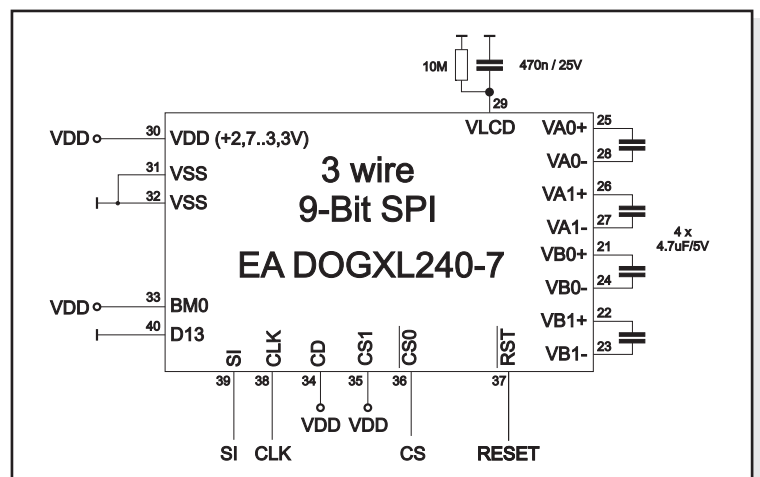 10M
470n / 25V
29
VLCD
VDD
30
VDD (+2,7..3,3V)
31
VSS
32
VSS
3 wire
9-Bit SPI
EA DOGXL240-7
VA0+
25
VA0-
28
VA1+
26
VA1-
27
VB0+
21
VB0-
24
VB1+
22
VB1-
23
4 x
4.7uF/5V
VDD
33
BM0
40
D13
SI
CLK
CD
CS1
CS0
RST
39
38
34
35
36
37
VDD
VDD
SI
CLK
CS
RESET